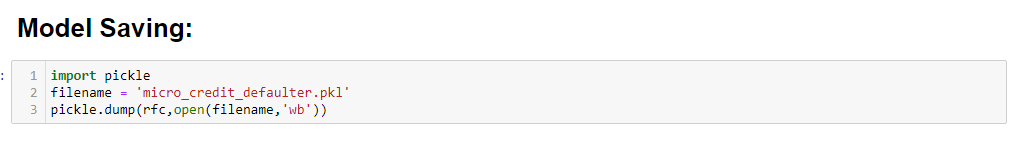 Model Saving:
: 1 import pickle
2 filename = 'micro_credit_defaulter.pkl'
3 pickle.dump(rfc,open(filename,'wb'))